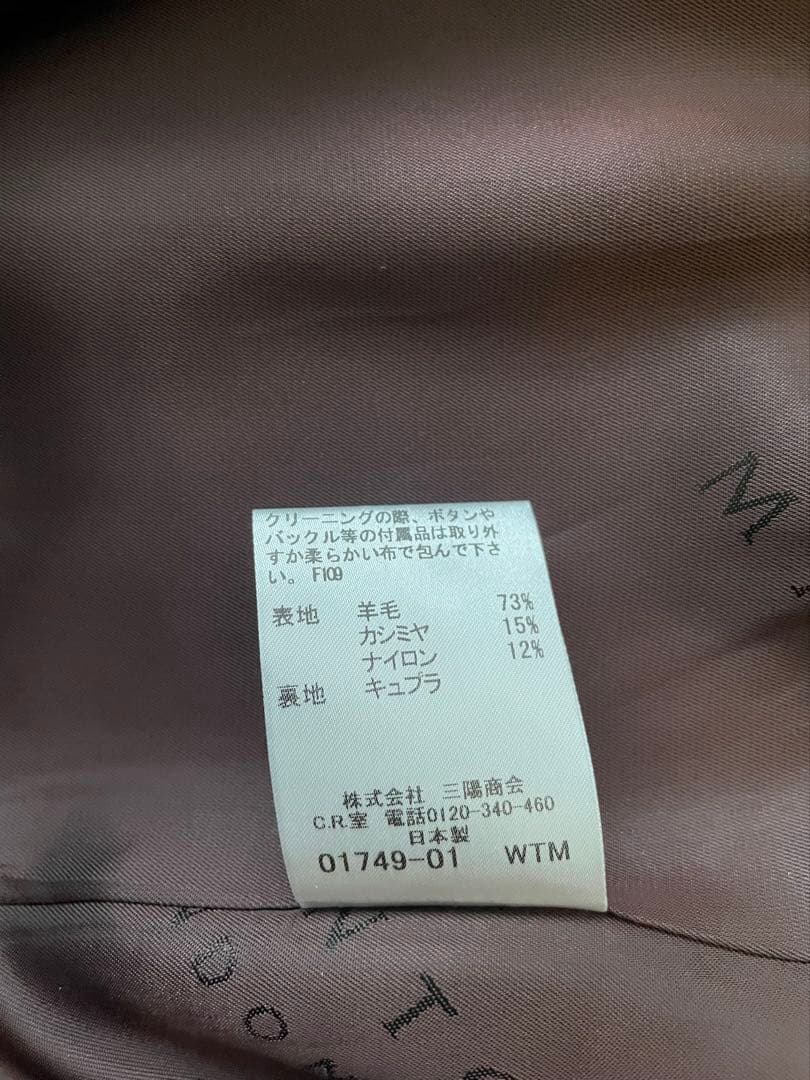 クリーニングの際、ボタンや
バックル等の付属品は取り外
すか柔らかい布で包んで下さ
い。 F109
表地 羊毛 73%
カシミヤ 15%
ナイロン 12%
裏地 キュプラ
株式会社 三陽商会
C.R.室 電話0120-340-460
日本製
01749-01 WTM
M